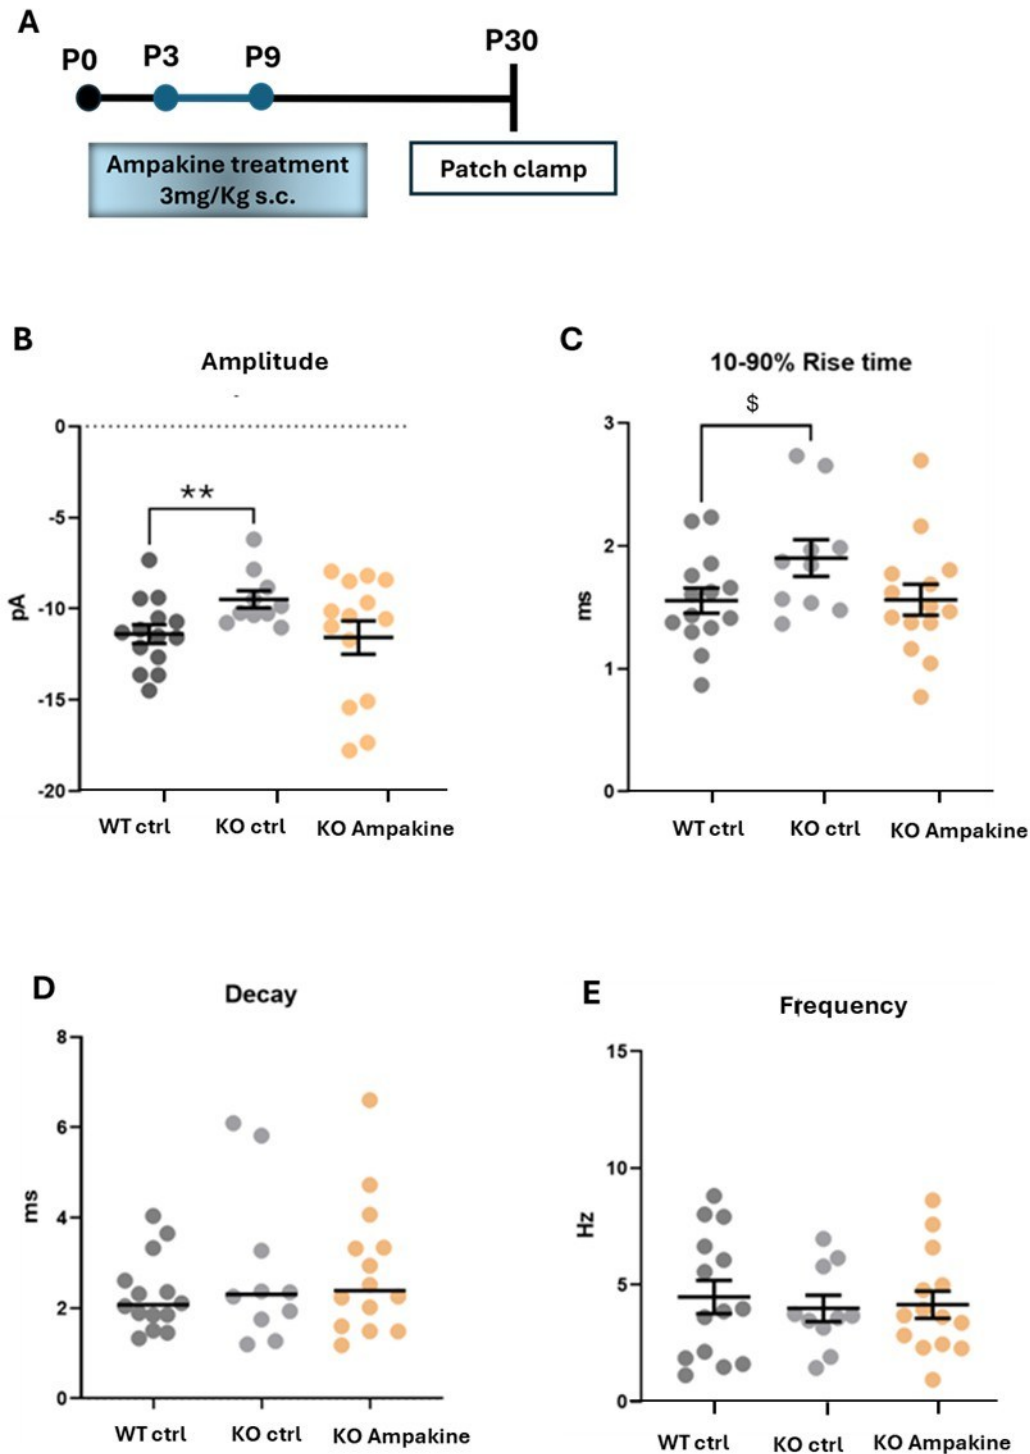 A
P0 P3 P9 P30
Ampakine treatment
3mg/Kg s.c.
Patch clamp
B
Amplitude
0
-5
-10
-15
-20
pA
**
WT ctrl KO ctrl KO Ampakine
C
10-90% Rise time
3
2
1
0
ms
$
WT ctrl KO ctrl KO Ampakine
D
Decay
8
6
4
2
0
ms
WT ctrl KO ctrl KO Ampakine
E
Frequency
15
10
5
0
Hz
WT ctrl KO ctrl KO Ampakine